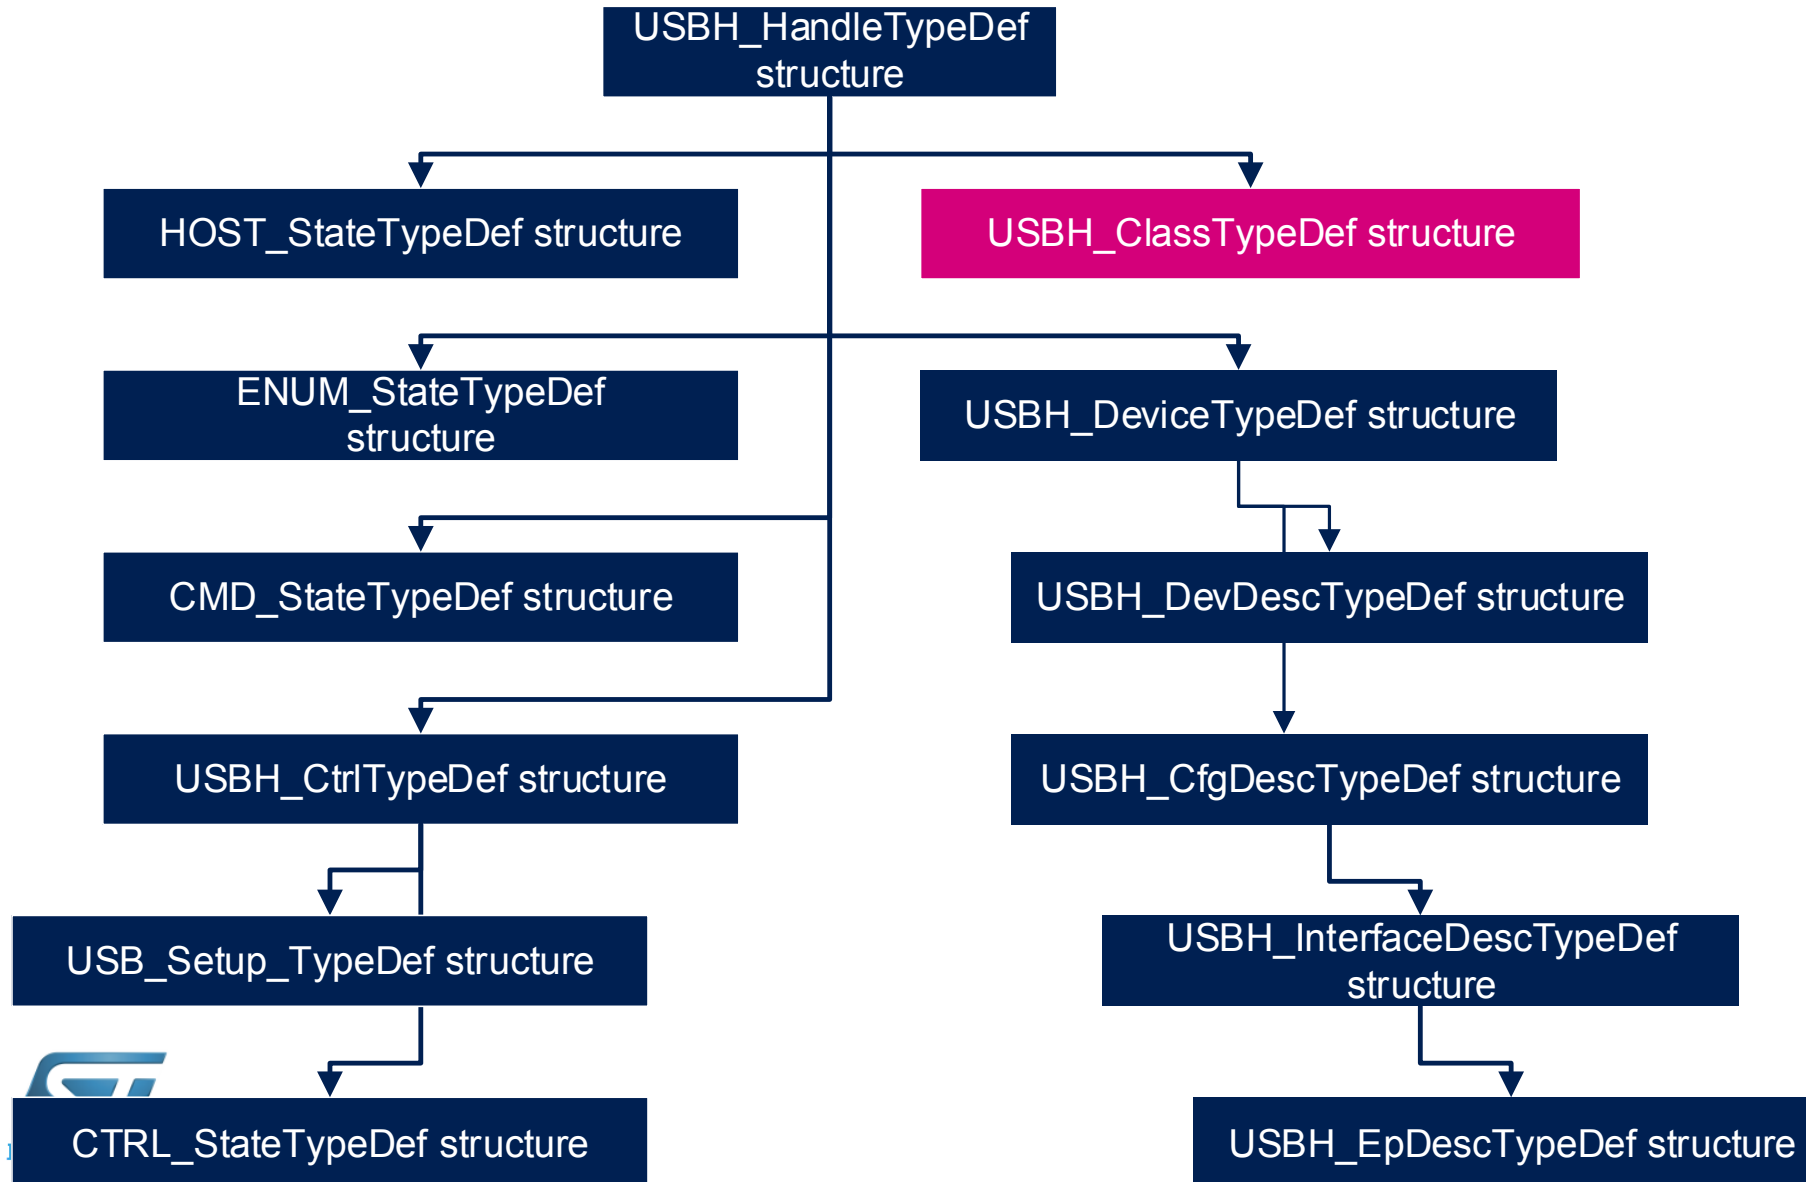 USBH_HandleTypeDef
structure
HOST_StateTypeDef structure
USBH_ClassTypeDef structure
ENUM_StateTypeDef
structure
USBH_DeviceTypeDef structure
CMD_StateTypeDef structure
USBH_DevDescTypeDef structure
USBH_CtrlTypeDef structure
USBH_CfgDescTypeDef structure
USB_Setup_TypeDef structure
USBH_InterfaceDescTypeDef
structure
CTRL_StateTypeDef structure
USBH_EpDescTypeDef structure